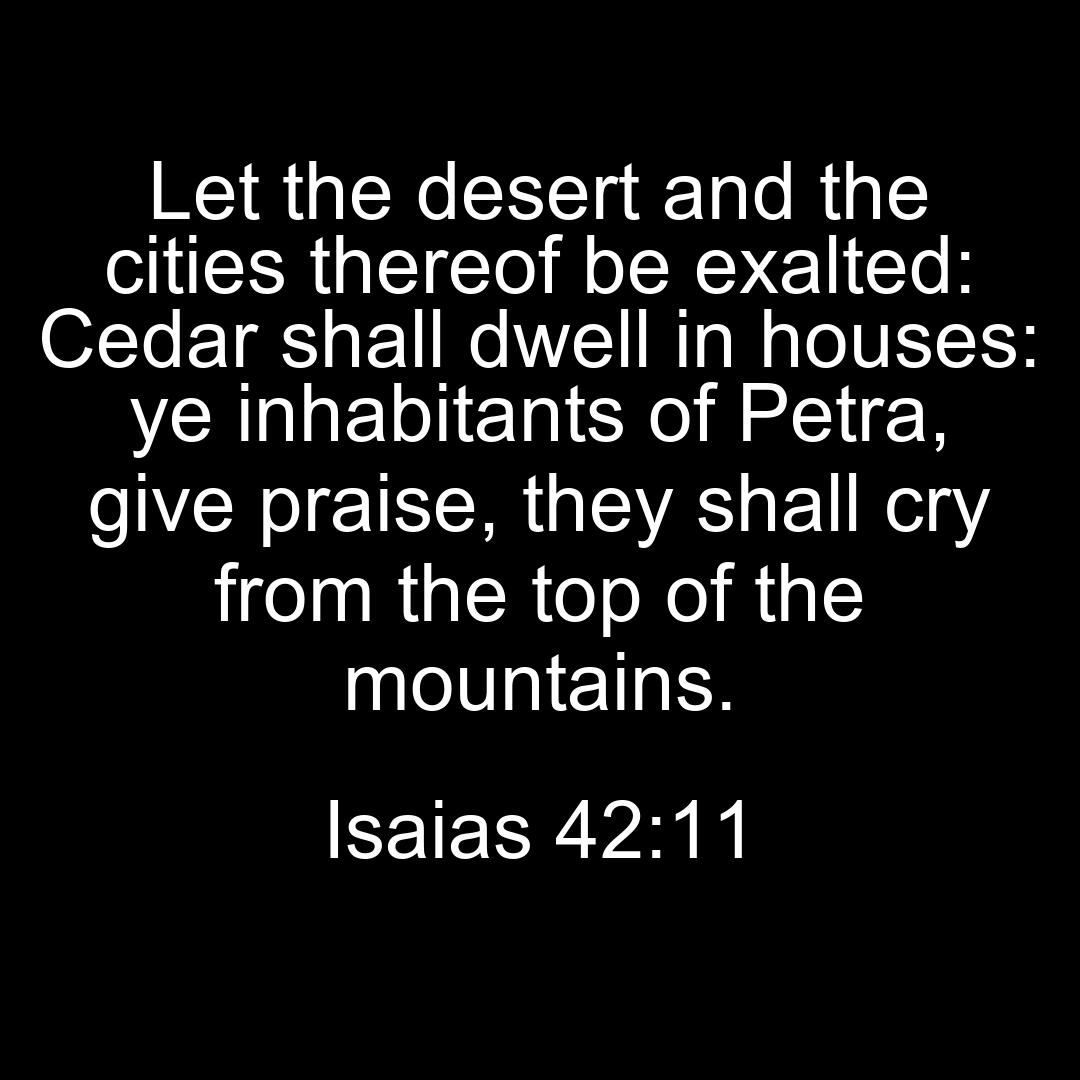 Let the desert and the
cities thereof be exalted:
Cedar shall dwell in houses:
ye inhabitants of Petra,
give praise, they shall cry
from the top of the
mountains.
Isaias 42:11